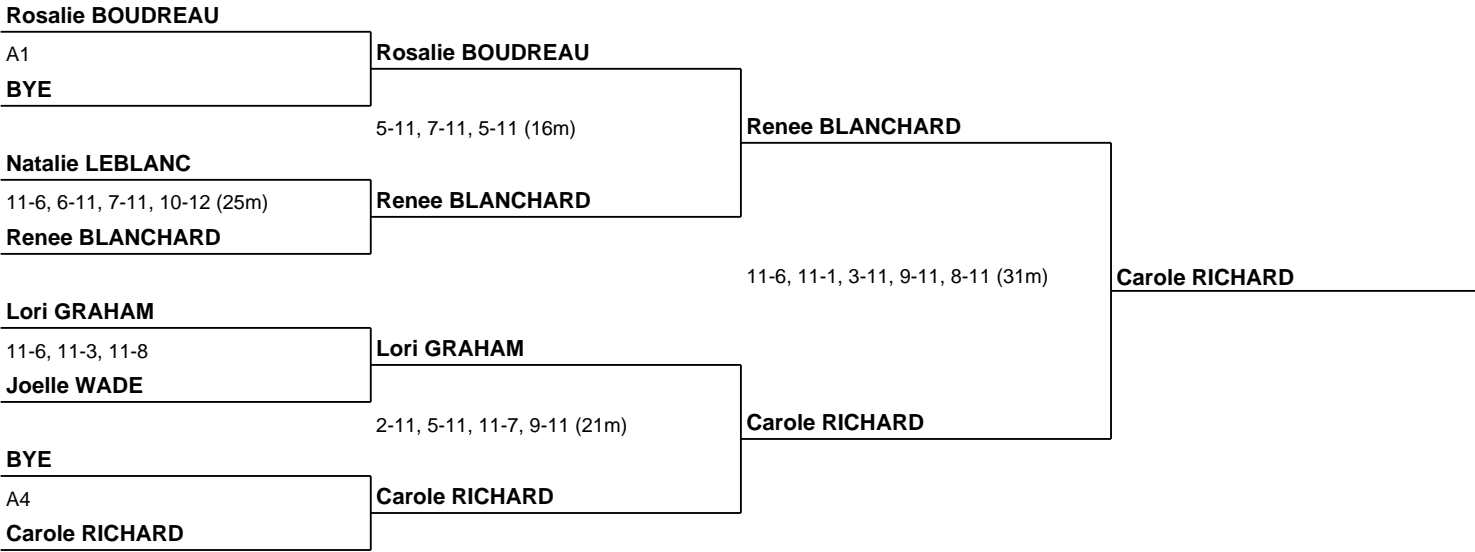 Rosalie BOUDREAU
A1
Rosalie BOUDREAU
BYE
5-11, 7-11, 5-11 (16m)
Renee BLANCHARD
Natalie LEBLANC
11-6, 6-11, 7-11, 10-12 (25m)
Renee BLANCHARD
Renee BLANCHARD
11-6, 11-1, 3-11, 9-11, 8-11 (31m)
Carole RICHARD
Lori GRAHAM
11-6, 11-3, 11-8
Lori GRAHAM
Joelle WADE
2-11, 5-11, 11-7, 9-11 (21m)
Carole RICHARD
BYE
A4
Carole RICHARD
Carole RICHARD